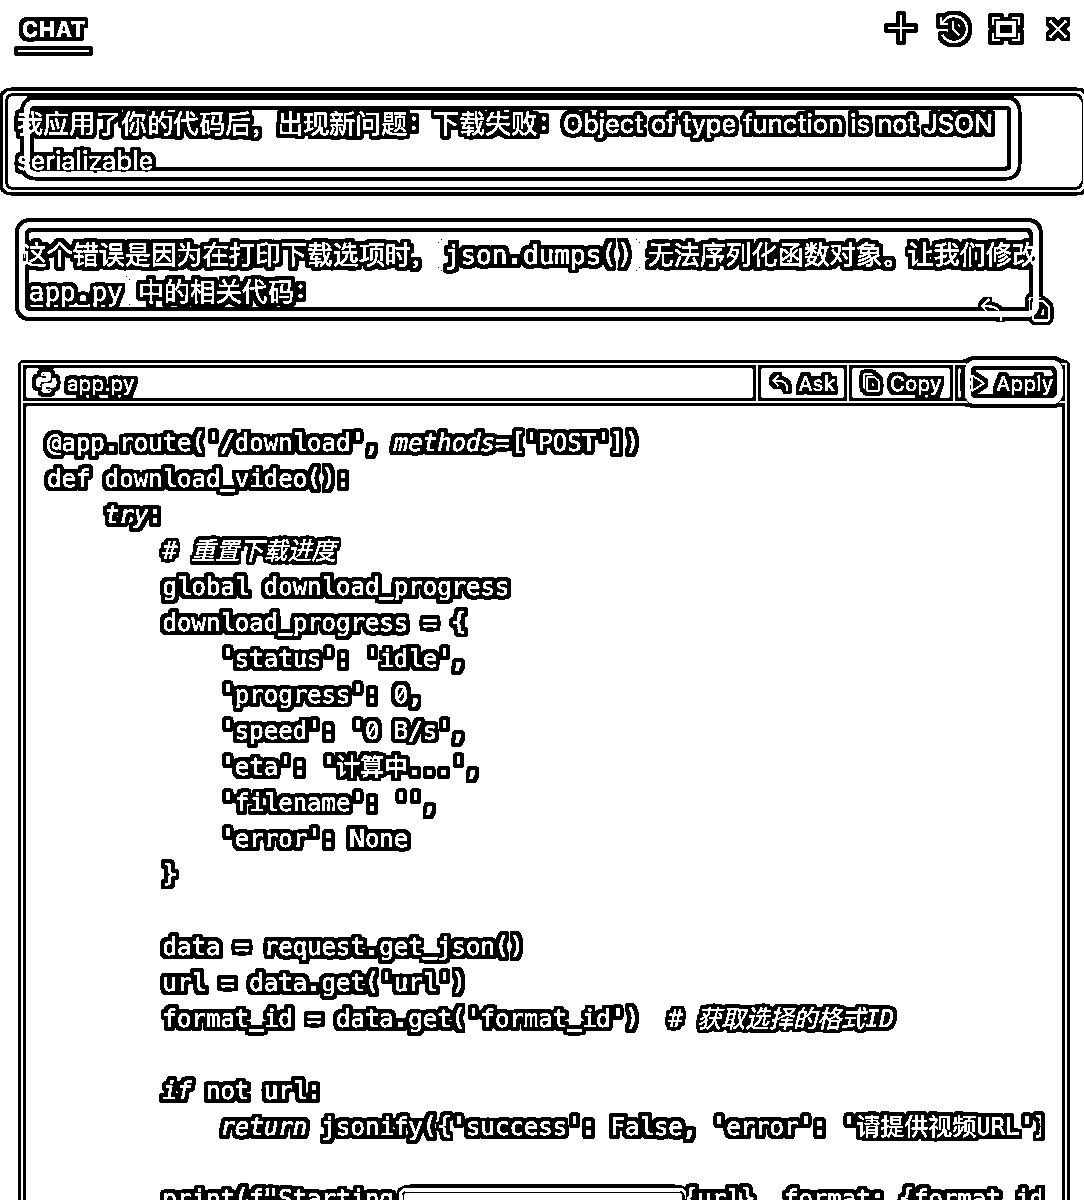 CHAT
我应用了你的代码后，出现新问题：下载失败：Object of type function is not JSON
serializable
这个错误是因为在打印下载选项时， json.dumps() 无法序列化函数对象。让我们修改
app.py 中的相关代码：
app.py Ask Copy Apply
@app.route('/download', methods=['POST'])
def download_video():
    try:
        # 重置下载进度
        global download_progress
        download_progress = {
            'status': 'idle',
            'progress': 0,
            'speed': '0 B/s',
            'eta': '计算中...',
            'filename': '',
            'error': None
        }
        data = request.get_json()
        url = data.get('url')
        format_id = data.get('format_id')  # 获取选择的格式ID
        if not url:
            return jsonify({'success': False, 'error': '请提供视频URL'}
        print(f"Starting {url}, format: {format_id